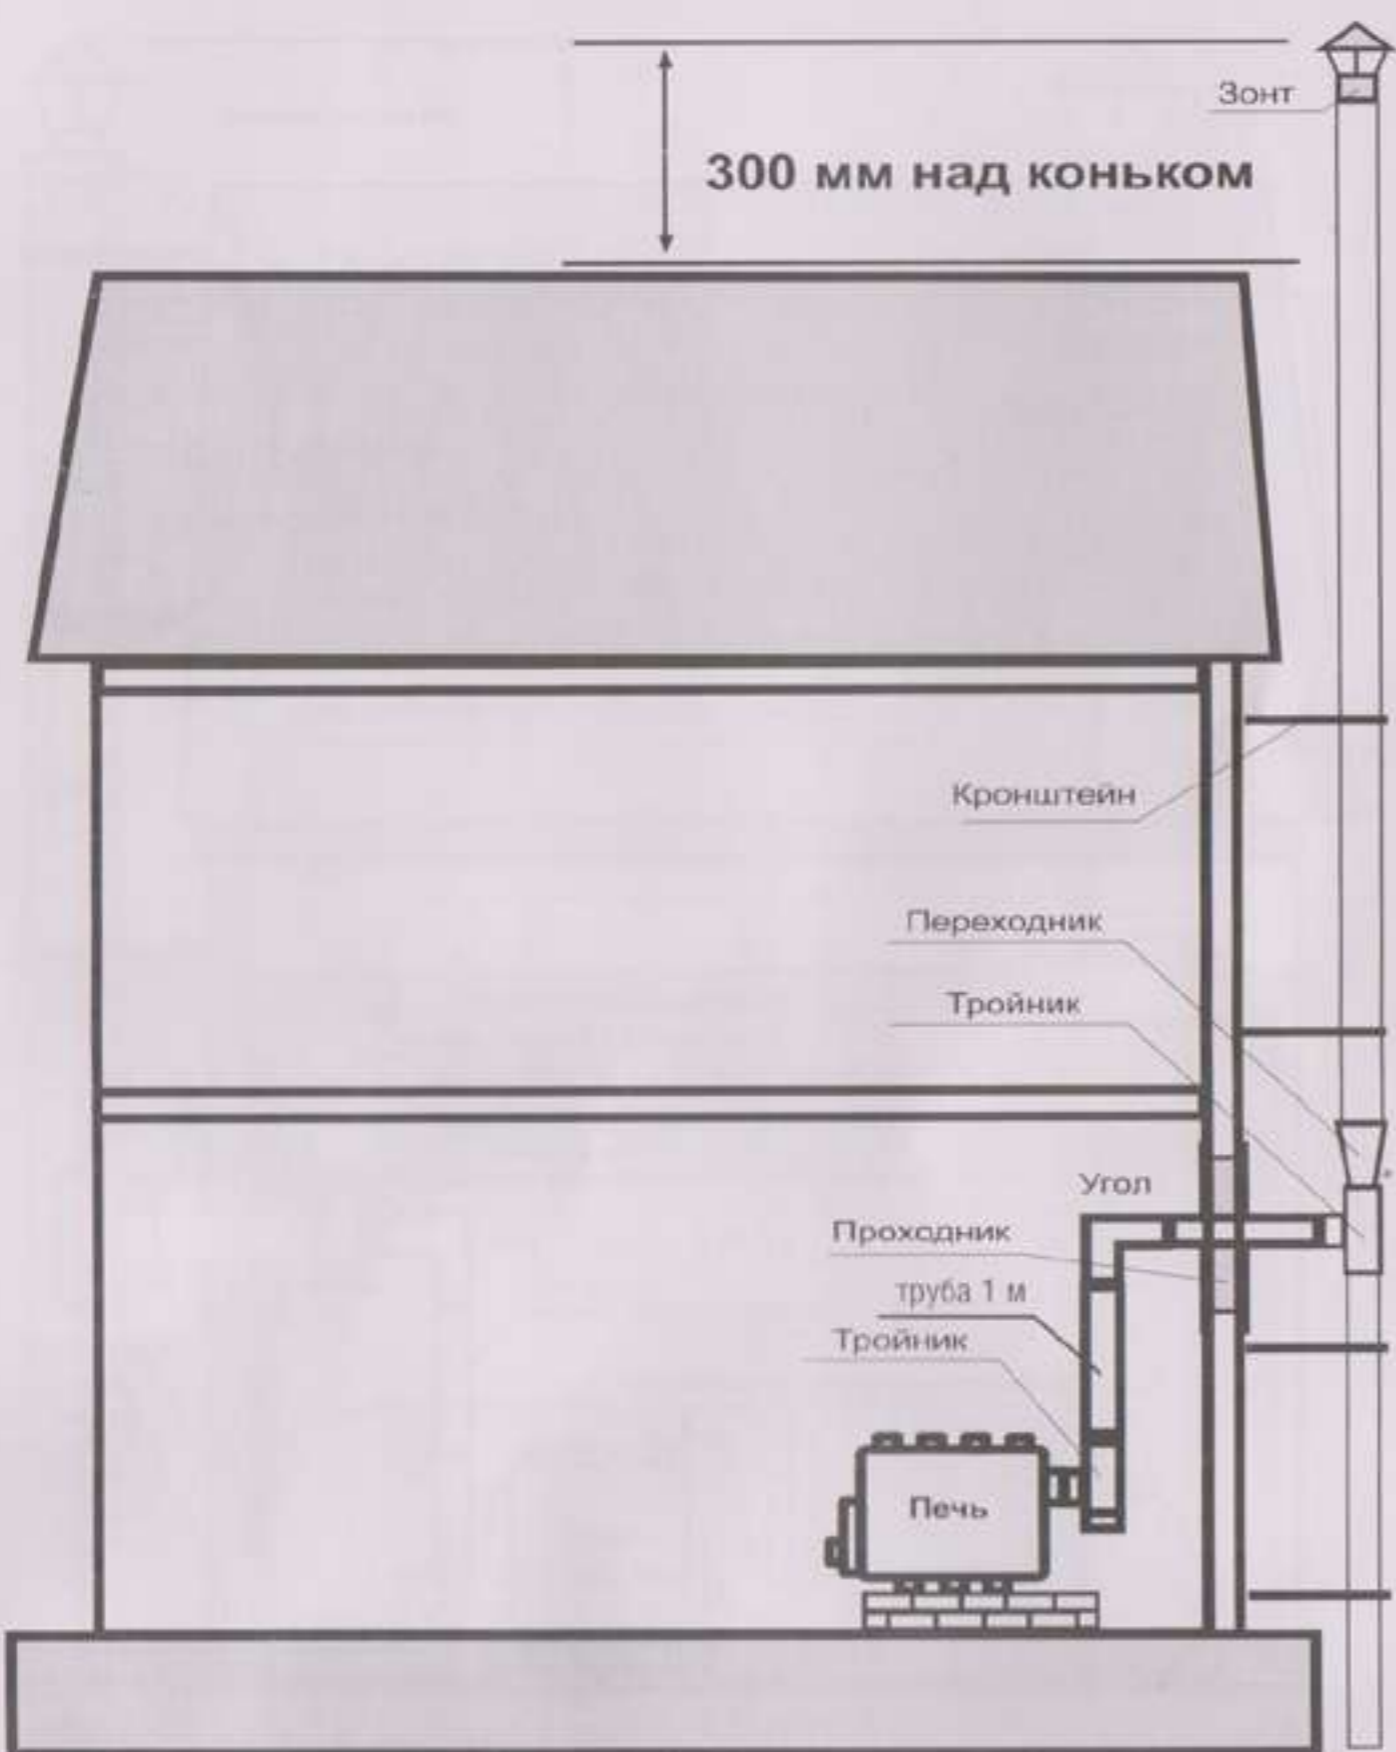 Зонт
300 мм над коньком
Кронштейн
Переходник
Тройник
Угол
Проходник
труба 1 м
Тройник
Печь